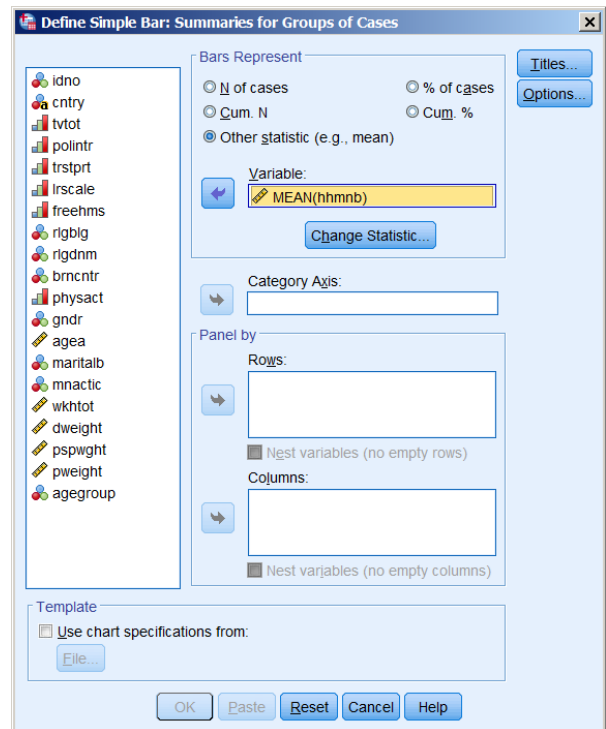 Define Simple Bar: Summaries for Groups of Cases
idno
cntry
tvtot
polintr
trstprt
lrscale
freehms
rlgblg
rlgdnm
brncntr
physact
gndr
agea
maritalb
mnactic
wkhtot
dweight
pspwght
pweight
agegroup
Bars Represent
N of cases % of cases
Cum. N Cum. %
Other statistic (e.g., mean)
Variable:
MEAN(hhmnb)
Change Statistic...
Category Axis:
Panel by
Rows:
Nest variables (no empty rows)
Columns:
Nest variables (no empty columns)
Titles...
Options...
Template
Use chart specifications from:
File...
OK Paste Reset Cancel Help